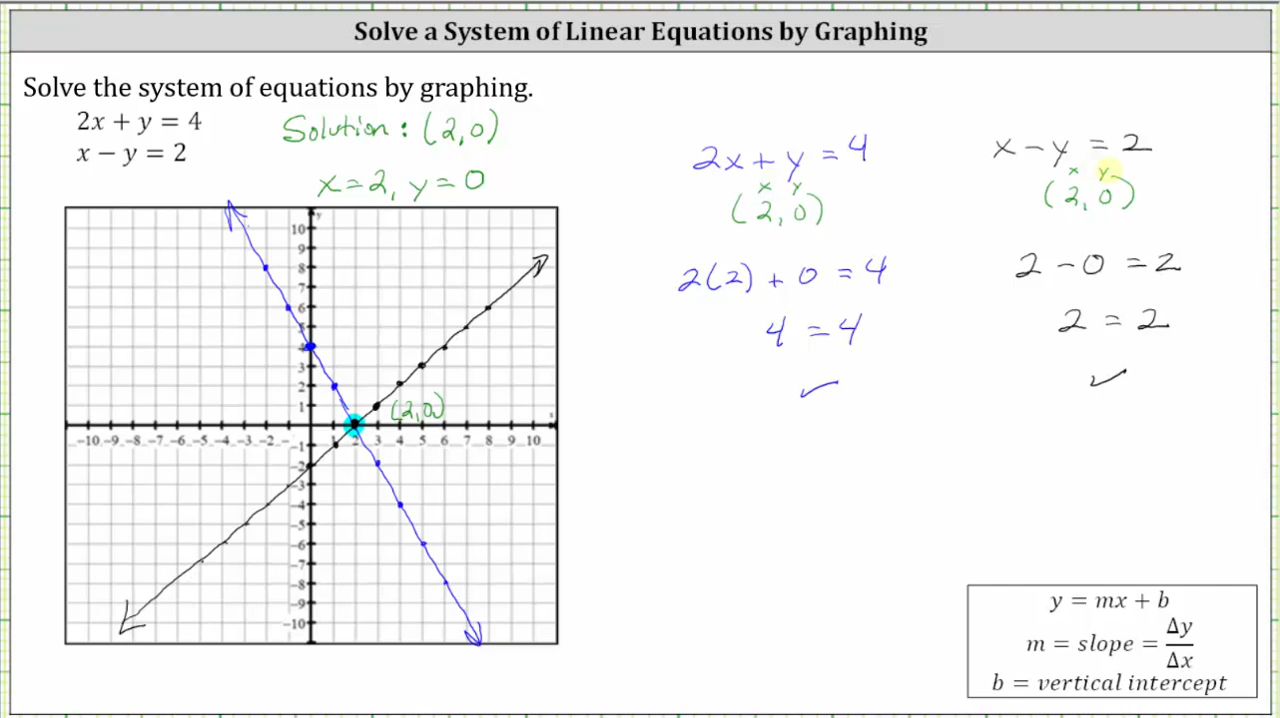 Solve a System of Linear Equations by Graphing
Solve the system of equations by graphing.
2x + y = 4
x − y = 2
Solution: (2,0)
x=2, y=0
y
10
9
8
7
6
5
4
3
2
1
(2,0)
x
−10 −9 −8 −7 −6 −5 −4 −3 −2 −1 1 2 3 4 5 6 7 8 9 10
−1
−2
−3
−4
−5
−6
−7
−8
−9
−10
2x + y = 4
x y
(2, 0)
2(2) + 0 = 4
4 = 4
✓
x − y = 2
x y
(2, 0)
2 − 0 = 2
2 = 2
✓
y = mx + b
m = slope = Δy/Δx
b = vertical intercept